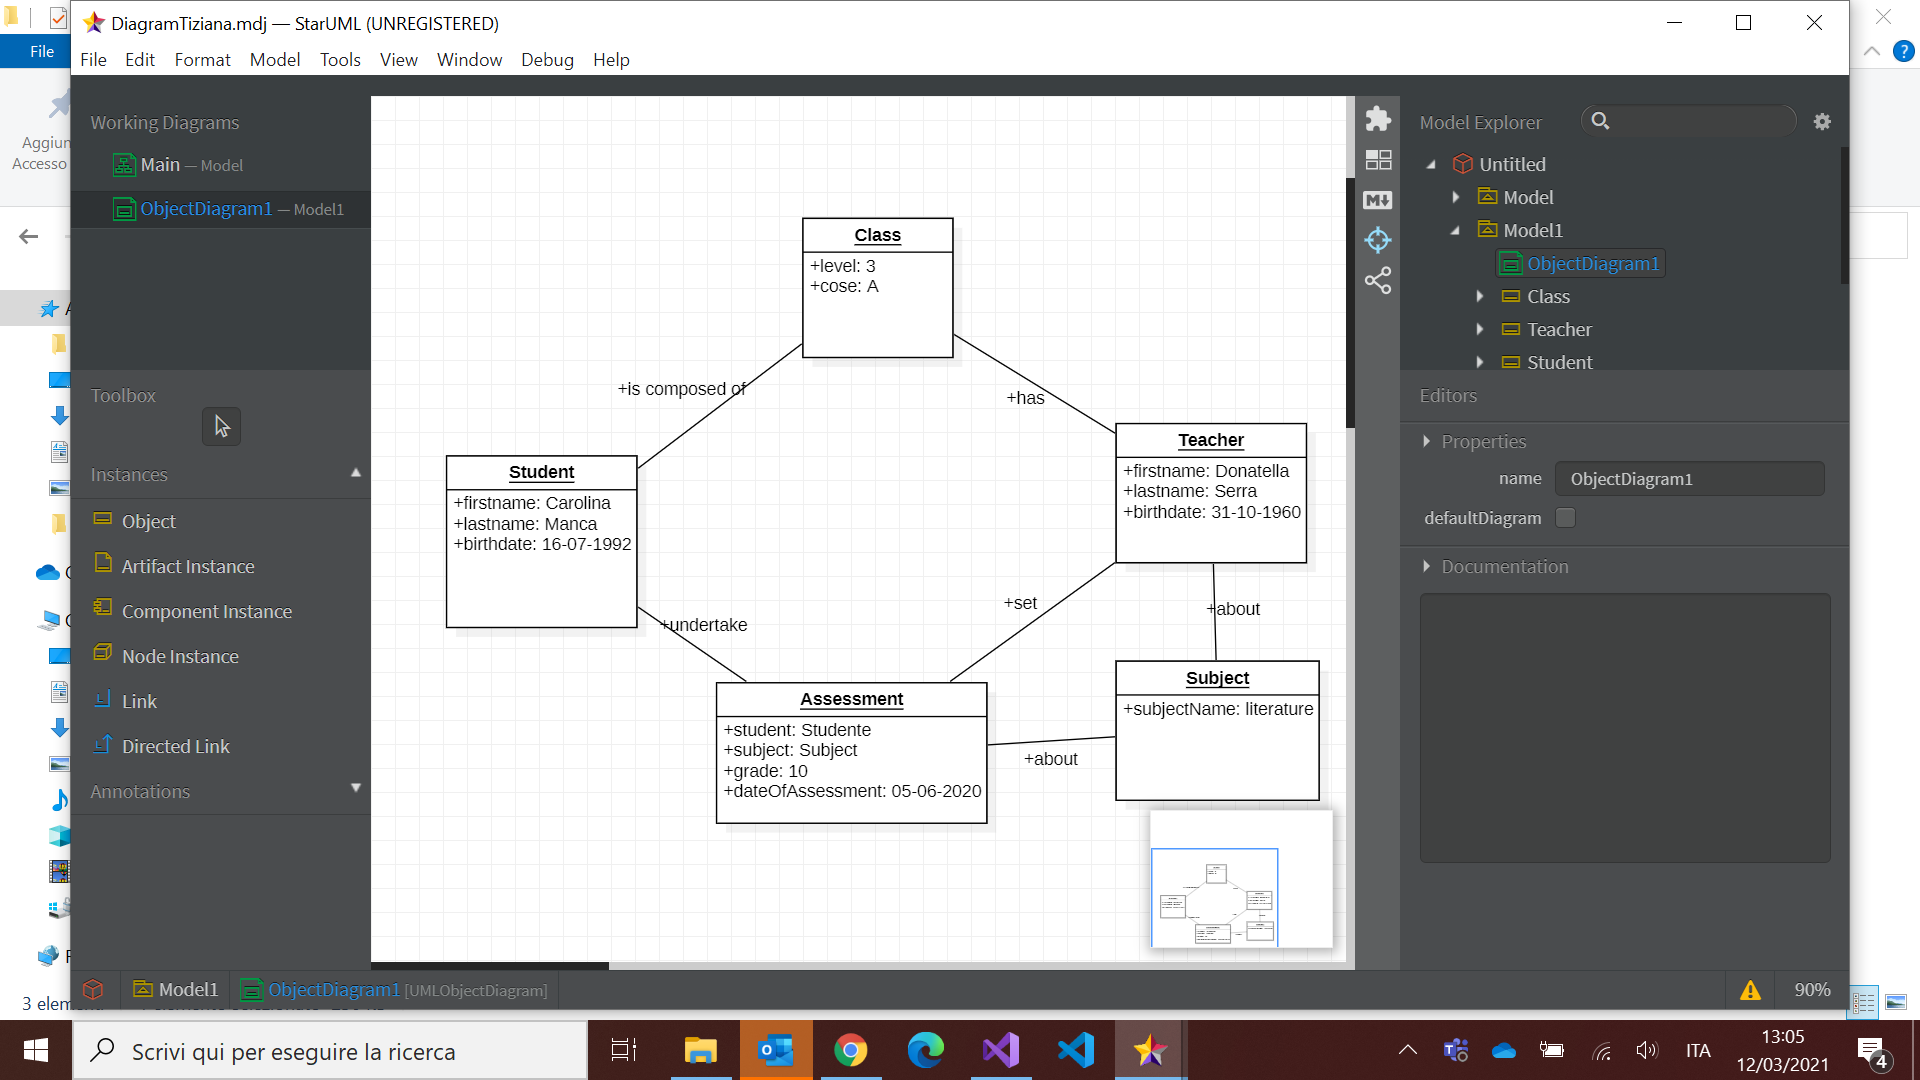 DiagramTiziana.mdj — StarUML (UNREGISTERED)
File
File Edit Format Model Tools View Window Debug Help
Aggiun
Accesso
Working Diagrams
Main — Model
ObjectDiagram1 — Model1
Toolbox
Instances
Object
Artifact Instance
Component Instance
Node Instance
Link
Directed Link
Annotations
Class
+level: 3
+cose: A
+is composed of
+has
Student
+firstname: Carolina
+lastname: Manca
+birthdate: 16-07-1992
Teacher
+firstname: Donatella
+lastname: Serra
+birthdate: 31-10-1960
+undertake
+set
+about
Assessment
+student: Studente
+subject: Subject
+grade: 10
+dateOfAssessment: 05-06-2020
Subject
+subjectName: literature
+about
Model Explorer
Untitled
Model
Model1
ObjectDiagram1
Class
Teacher
Student
Editors
Properties
name ObjectDiagram1
defaultDiagram
Documentation
Model1 ObjectDiagram1 [UMLObjectDiagram]
90%
3 elem
Scrivi qui per eseguire la ricerca
ITA
13:05
12/03/2021
4